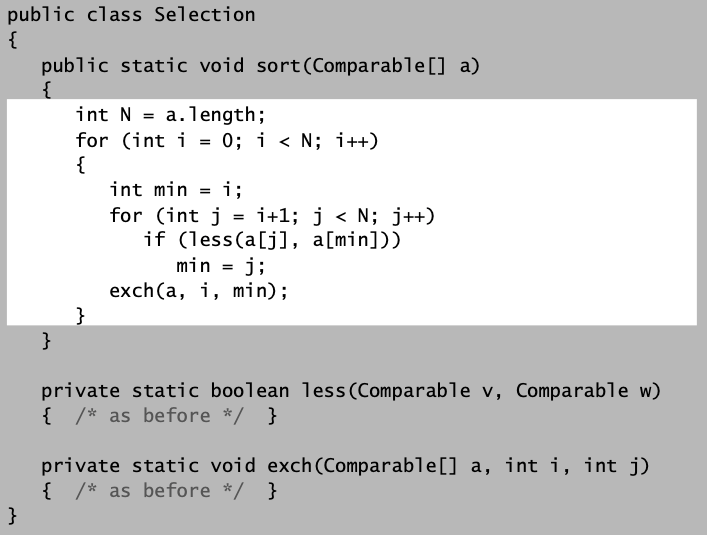 public class Selection
{
   public static void sort(Comparable[] a)
   {
      int N = a.length;
      for (int i = 0; i < N; i++)
      {
         int min = i;
         for (int j = i+1; j < N; j++)
            if (less(a[j], a[min]))
               min = j;
         exch(a, i, min);
      }
   }

   private static boolean less(Comparable v, Comparable w)
   {  /* as before */  }

   private static void exch(Comparable[] a, int i, int j)
   {  /* as before */  }
}